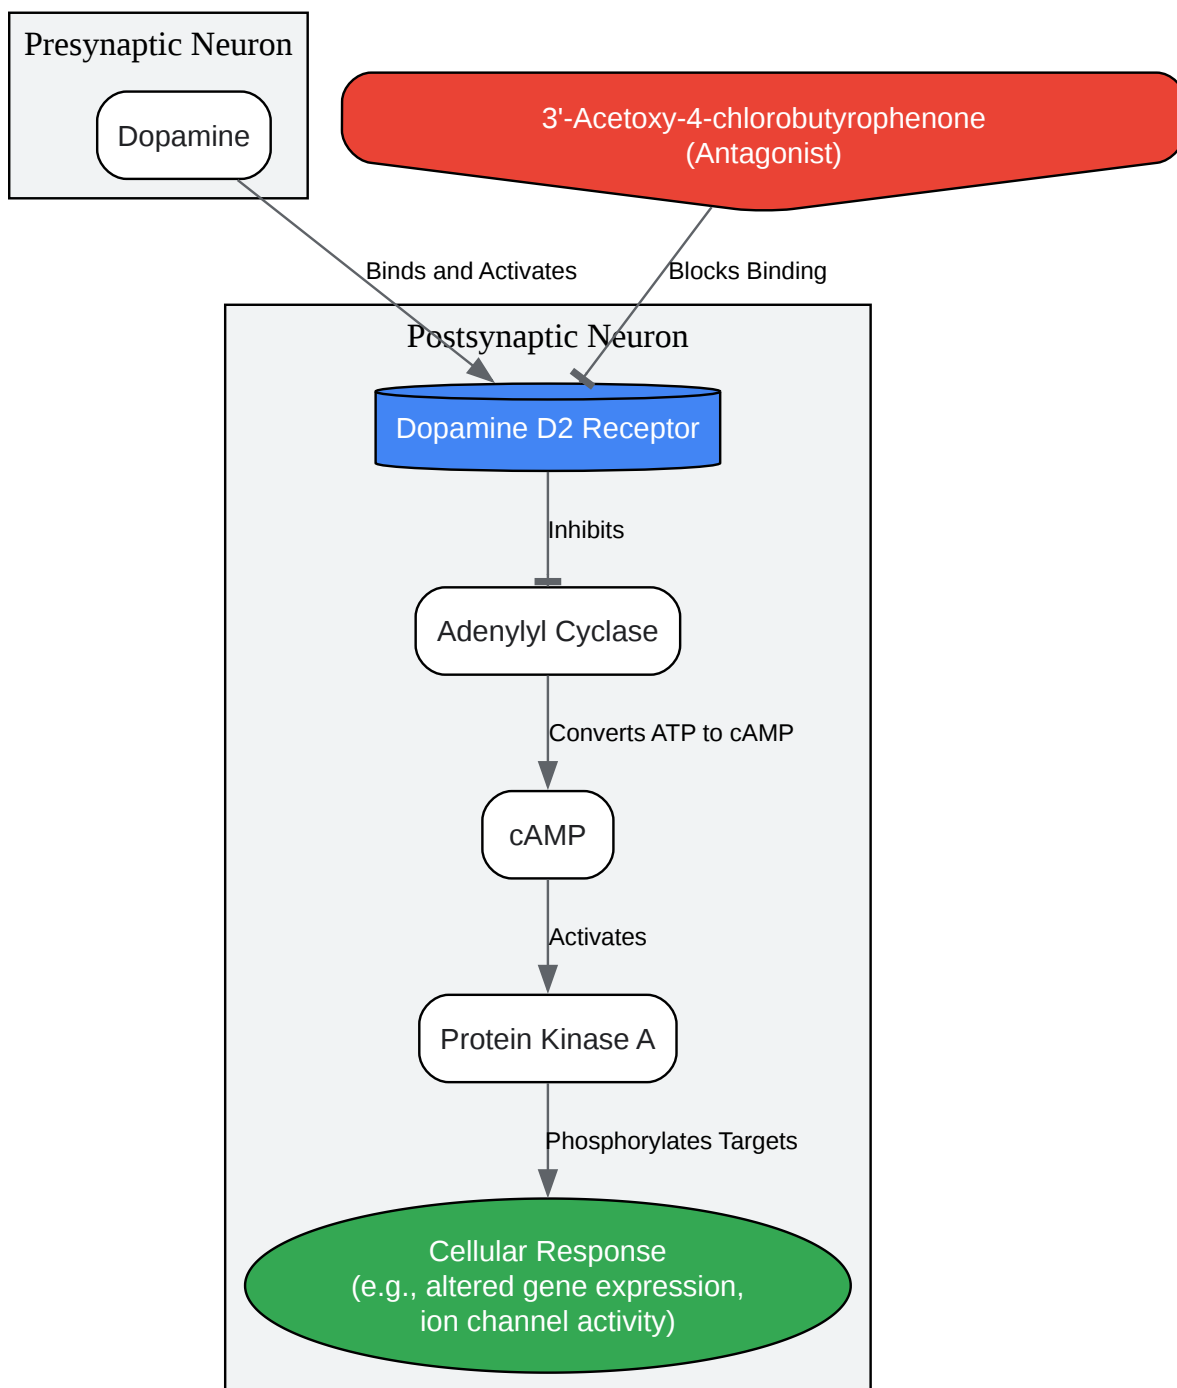 Presynaptic Neuron
Dopamine
3'-Acetoxy-4-chlorobutyrophenone
(Antagonist)
Binds and Activates
Blocks Binding
Postsynaptic Neuron
Dopamine D2 Receptor
Inhibits
Adenylyl Cyclase
Converts ATP to cAMP
cAMP
Activates
Protein Kinase A
Phosphorylates Targets
Cellular Response
(e.g., altered gene expression,
ion channel activity)